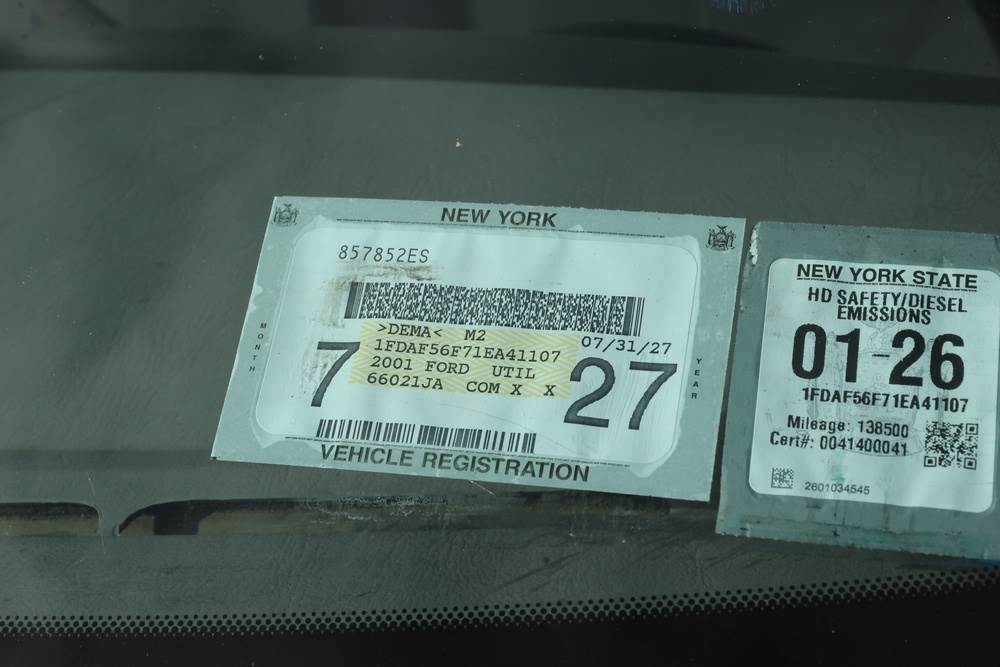 NEW YORK
857852ES
>DEMA< M2
07/31/27
1FDAF56F71EA41107
2001 FORD UTIL
66021JA COM X X
MONTH
7
27
YEAR
VEHICLE REGISTRATION
NEW YORK STATE
HD SAFETY/DIESEL
EMISSIONS
01-26
1FDAF56F71EA41107
Mileage: 138500
Cert#: 0041400041
2601034545